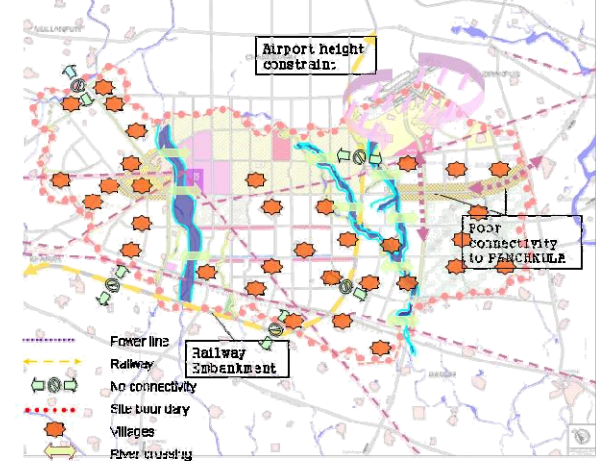 Airport height
constraint
Poor
connectivity
to PANCHKULA
Railway
Embankment
Power line
Railway
No connectivity
Site boundary
Villages
River crossing